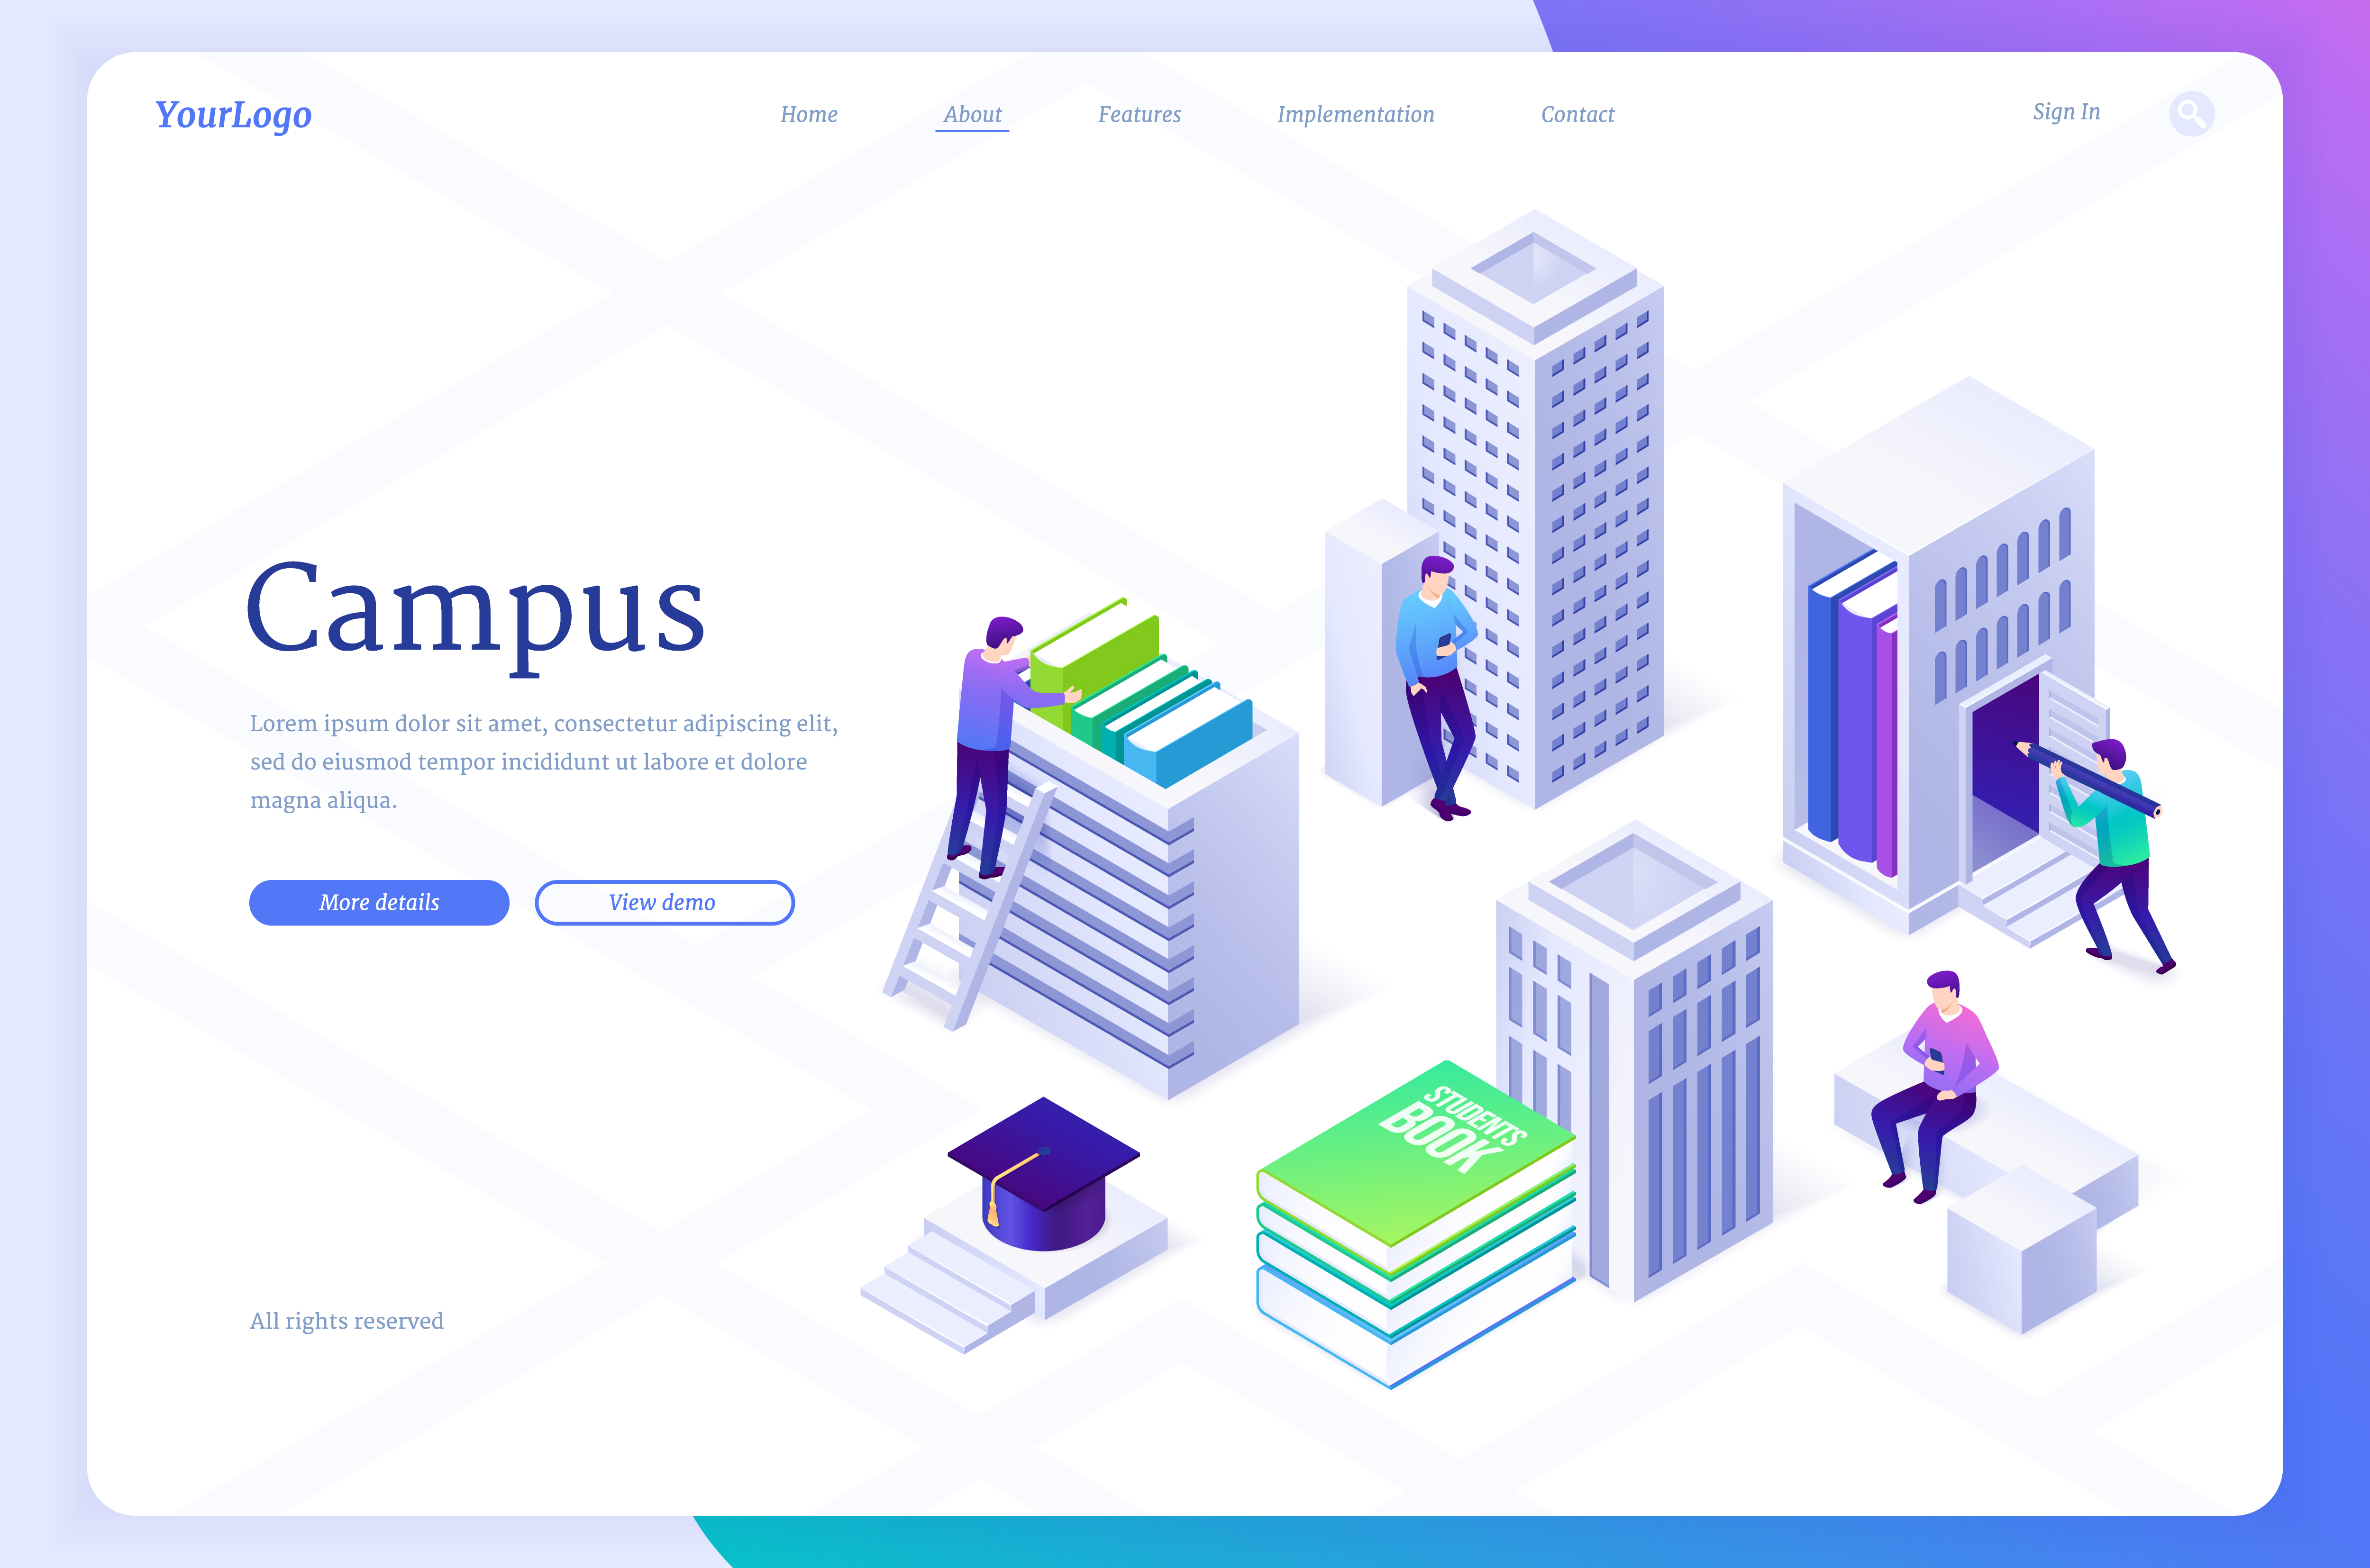 YourLogo
Home
About
Features
Implementation
Contact
Sign In
Campus
Lorem ipsum dolor sit amet, consectetur adipiscing elit,
sed do eiusmod tempor incididunt ut labore et dolore
magna aliqua.
More details
View demo
STUDENTS
BOOK
All rights reserved